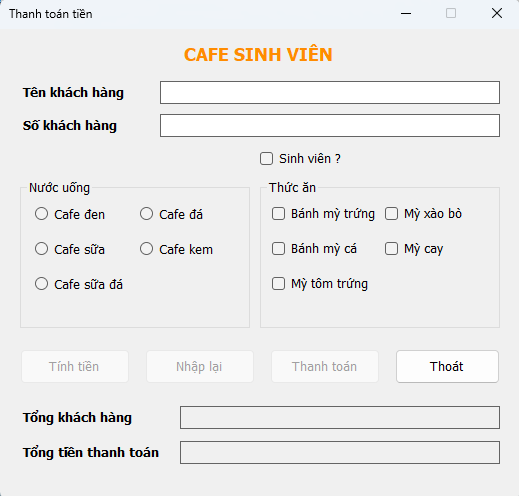 Thanh toán tiền
CAFE SINH VIÊN
Tên khách hàng
Số khách hàng
Sinh viên ?
Nước uống
Cafe đen
Cafe đá
Cafe sữa
Cafe kem
Cafe sữa đá
Thức ăn
Bánh mỳ trứng
Mỳ xào bò
Bánh mỳ cá
Mỳ cay
Mỳ tôm trứng
Tính tiền
Nhập lại
Thanh toán
Thoát
Tổng khách hàng
Tổng tiền thanh toán